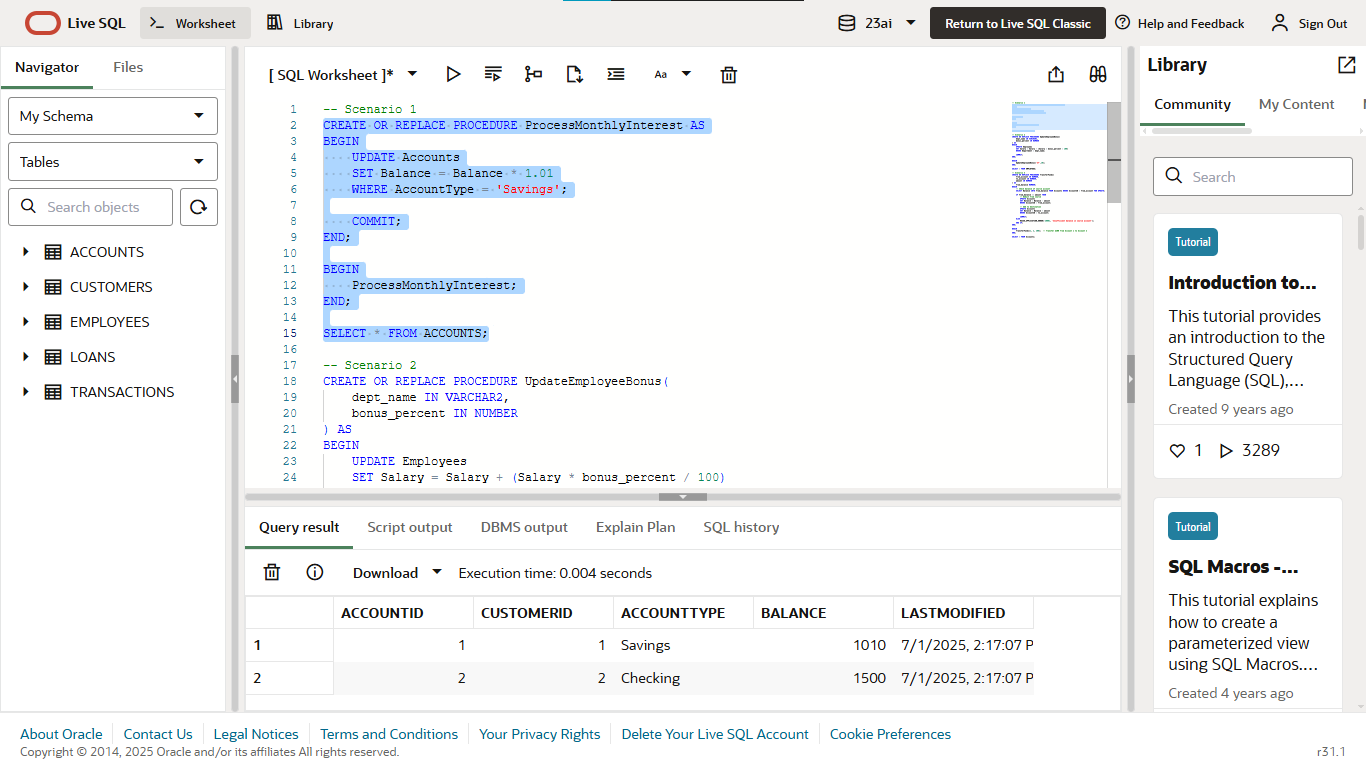 Live SQL
Worksheet
Library
23ai
Return to Live SQL Classic
Help and Feedback
Sign Out
Navigator
Files
My Schema
Tables
Search objects
ACCOUNTS
CUSTOMERS
EMPLOYEES
LOANS
TRANSACTIONS
[ SQL Worksheet ]*
Aa
1 -- Scenario 1
2 CREATE OR REPLACE PROCEDURE ProcessMonthlyInterest AS
3 BEGIN
4 UPDATE Accounts
5 SET Balance = Balance * 1.01
6 WHERE AccountType = 'Savings';
7
8 COMMIT;
9 END;
10
11 BEGIN
12 ProcessMonthlyInterest;
13 END;
14
15 SELECT * FROM ACCOUNTS;
16
17 -- Scenario 2
18 CREATE OR REPLACE PROCEDURE UpdateEmployeeBonus(
19 dept_name IN VARCHAR2,
20 bonus_percent IN NUMBER
21 ) AS
22 BEGIN
23 UPDATE Employees
24 SET Salary = Salary + (Salary * bonus_percent / 100)
Query result
Script output
DBMS output
Explain Plan
SQL history
Download
Execution time: 0.004 seconds
ACCOUNTID CUSTOMERID ACCOUNTTYPE BALANCE LASTMODIFIED
1 1 1 Savings 1010 7/1/2025, 2:17:07 P
2 2 2 Checking 1500 7/1/2025, 2:17:07 P
Library
Community
My Content
Search
Tutorial
Introduction to...
This tutorial provides
an introduction to the
Structured Query
Language (SQL),...
Created 9 years ago
1 3289
Tutorial
SQL Macros -...
This tutorial explains
how to create a
parameterized view
using SQL Macros....
Created 4 years ago
About Oracle
Contact Us
Legal Notices
Terms and Conditions
Your Privacy Rights
Delete Your Live SQL Account
Cookie Preferences
Copyright © 2014, 2025 Oracle and/or its affiliates All rights reserved.
r31.1